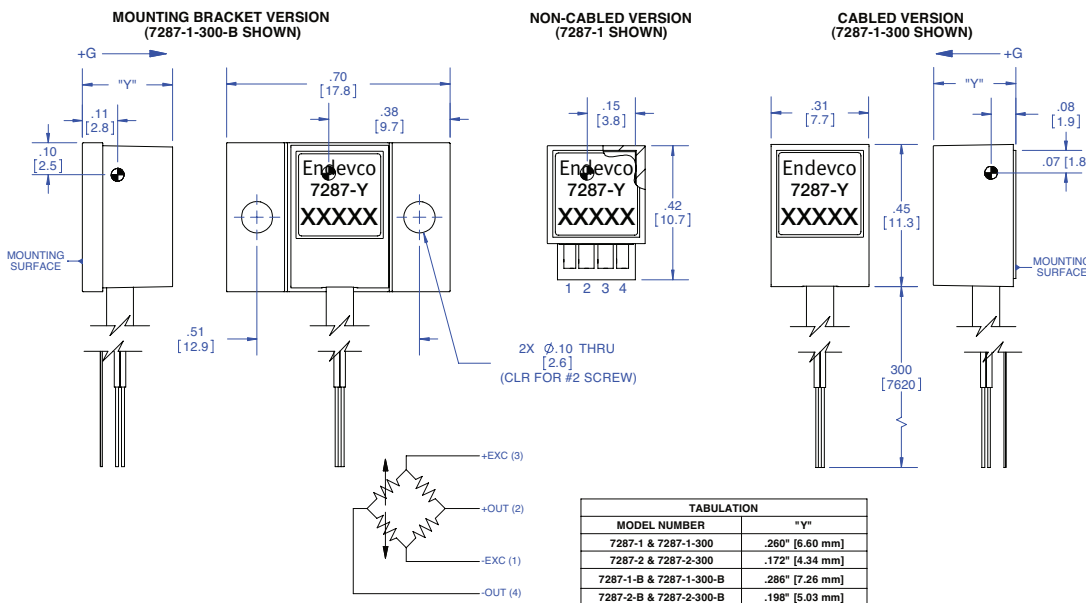 MOUNTING BRACKET VERSION
(7287-1-300-B SHOWN)
NON-CABLED VERSION
(7287-1 SHOWN)
CABLED VERSION
(7287-1-300 SHOWN)
+G
"Y"
.11
[2.8]
.10
[2.5]
MOUNTING
SURFACE
.70
[17.8]
.38
[9.7]
Endevco
7287-Y
XXXXX
.51
[12.9]
2X Ø.10 THRU
[2.6]
(CLR FOR #2 SCREW)
.15
[3.8]
Endevco
7287-Y
XXXXX
.42
[10.7]
1 2 3 4
.31
[7.7]
Endevco
7287-Y
XXXXX
.45
[11.3]
300
[7620]
+G
"Y"
.08
[1.9]
.07 [1.8
MOUNTING
SURFACE
+EXC (3)
+OUT (2)
-EXC (1)
-OUT (4)
TABULATION
MODEL NUMBER "Y"
7287-1 & 7287-1-300 .260" [6.60 mm]
7287-2 & 7287-2-300 .172" [4.34 mm]
7287-1-B & 7287-1-300-B .286" [7.26 mm]
7287-2-B & 7287-2-300-B .198" [5.03 mm]